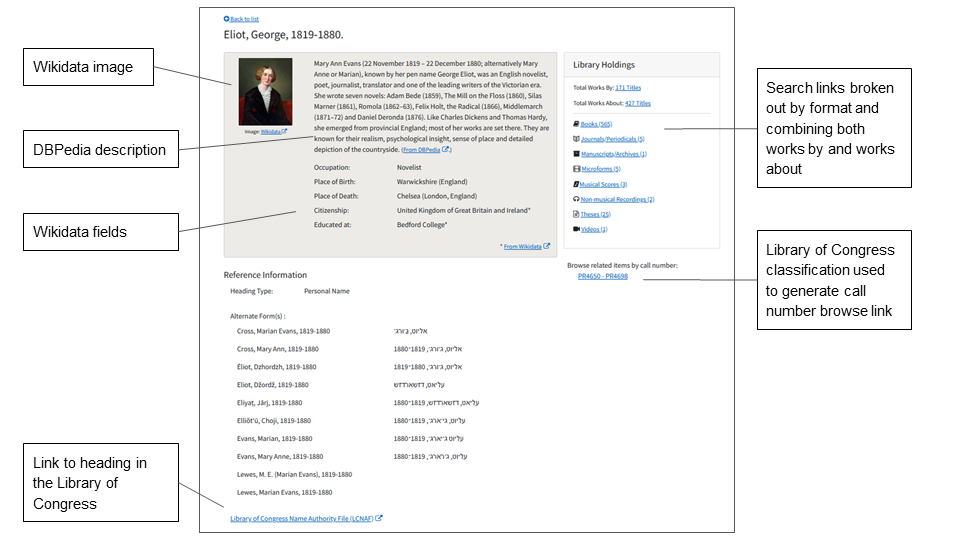 Back to list
Eliot, George, 1819-1880.
Wikidata image
DBPedia description
Wikidata fields
Link to heading in
the Library of
Congress
Image: Wikidata
Mary Ann Evans (22 November 1819 – 22 December 1880; alternatively Mary
Anne or Marian), known by her pen name George Eliot, was an English novelist,
poet, journalist, translator and one of the leading writers of the Victorian era.
She wrote seven novels: Adam Bede (1859), The Mill on the Floss (1860), Silas
Marner (1861), Romola (1862–63), Felix Holt, the Radical (1866), Middlemarch
(1871–72) and Daniel Deronda (1876). Like Charles Dickens and Thomas Hardy,
she emerged from provincial England; most of her works are set there. They are
known for their realism, psychological insight, sense of place and detailed
depiction of the countryside. (From DBPedia)
Occupation: Novelist
Place of Birth: Warwickshire (England)
Place of Death: Chelsea (London, England)
Citizenship: United Kingdom of Great Britain and Ireland*
Educated at: Bedford College*
* From Wikidata
Library Holdings
Total Works By: 171 Titles
Total Works About: 427 Titles
Books (565)
Journals/Periodicals (5)
Manuscripts/Archives (1)
Microforms (5)
Musical Scores (3)
Non-musical Recordings (2)
Theses (25)
Videos (1)
Browse related items by call number:
PR4650 - PR4698
Search links broken
out by format and
combining both
works by and works
about
Library of Congress
classification used
to generate call
number browse link
Reference Information
Heading Type: Personal Name
Alternate Form(s) :
Cross, Marian Evans, 1819-1880 אליוט, ג׳ורג׳
Cross, Mary Ann, 1819-1880 אליוט, ג׳ורג׳, 1819־1880
Ėliot, Dzhordzh, 1819-1880 אליוט, ג׳ורג׳, 1819־1880
Eliot, Džordž, 1819-1880 עליאט, דזשארדזש
Eliyaṭ, Jārj, 1819-1880 עליאט, דזשארדזש, 1819־1880
Elliŏt'ŭ, Choji, 1819-1880 עליוט, ג׳יארג׳, 1819־1880
Evans, Marian, 1819-1880 עליוט ג׳יארג׳, 1819־1880
Evans, Mary Anne, 1819-1880 עליוט, ג׳ראורג׳, 1819־1880
Lewes, M. E. (Marian Evans), 1819-1880
Lewes, Marian Evans, 1819-1880
Library of Congress Name Authority File (LCNAF)